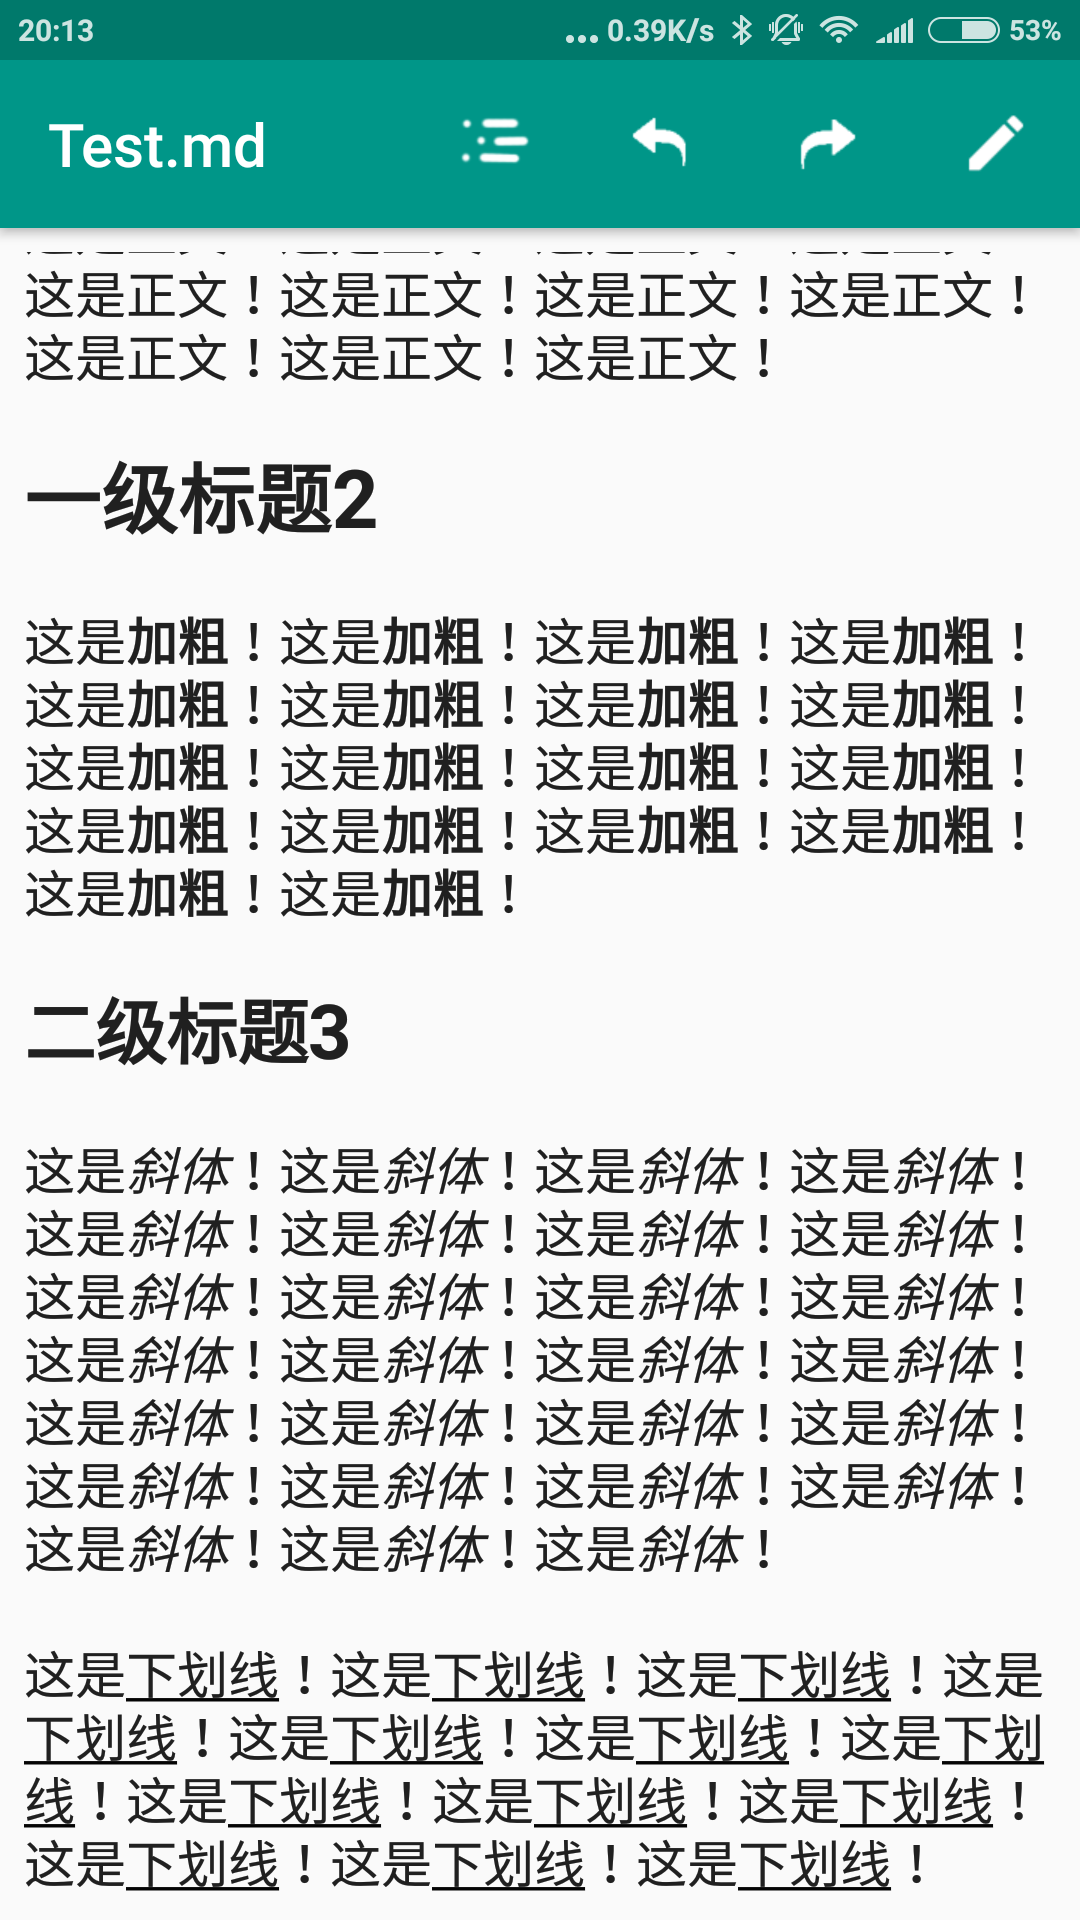 20:13 ... 0.39K/s 53%
Test.md
这是正文！这是正文！这是正文！这是正文！
这是正文！这是正文！这是正文！
一级标题2
这是加粗！这是加粗！这是加粗！这是加粗！
这是加粗！这是加粗！这是加粗！这是加粗！
这是加粗！这是加粗！这是加粗！这是加粗！
这是加粗！这是加粗！这是加粗！这是加粗！
这是加粗！这是加粗！
二级标题3
这是斜体！这是斜体！这是斜体！这是斜体！
这是斜体！这是斜体！这是斜体！这是斜体！
这是斜体！这是斜体！这是斜体！这是斜体！
这是斜体！这是斜体！这是斜体！这是斜体！
这是斜体！这是斜体！这是斜体！这是斜体！
这是斜体！这是斜体！这是斜体！这是斜体！
这是斜体！这是斜体！这是斜体！
这是下划线！这是下划线！这是下划线！这是
下划线！这是下划线！这是下划线！这是下划
线！这是下划线！这是下划线！这是下划线！
这是下划线！这是下划线！这是下划线！